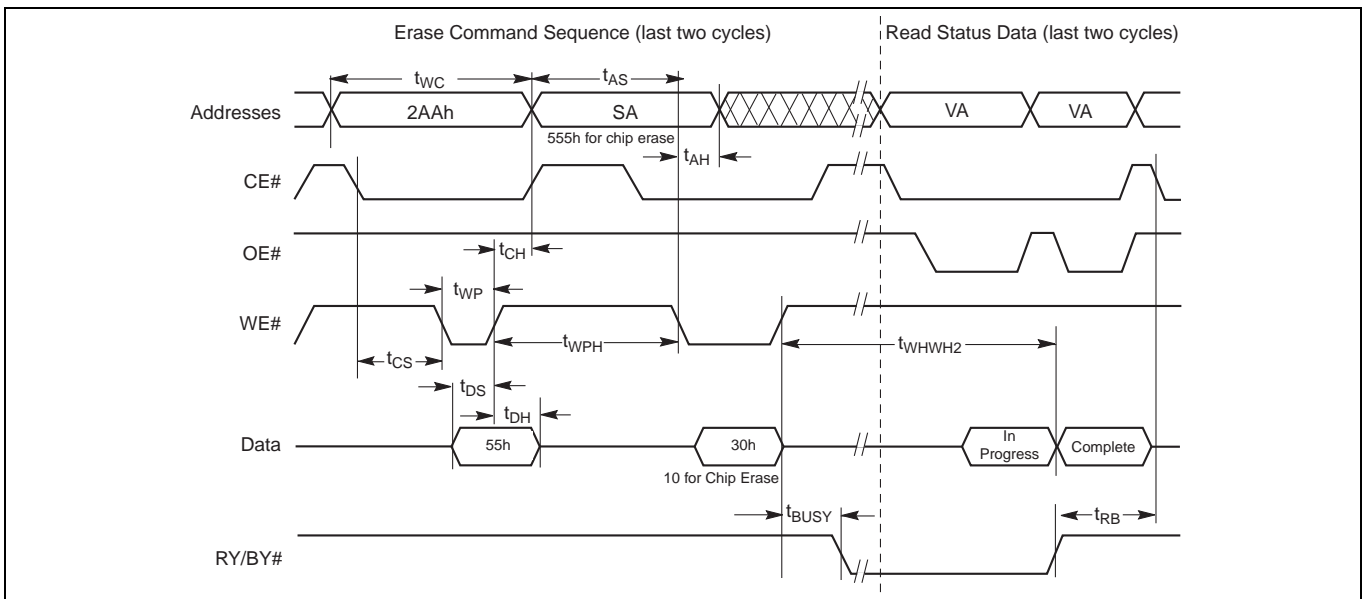 Erase Command Sequence (last two cycles)
Read Status Data (last two cycles)
tWC
tAS
Addresses
2AAh
SA
VA
VA
555h for chip erase
tAH
CE#
OE#
tCH
tWP
WE#
tWPH
tWHWH2
tCS
tDS
tDH
Data
55h
30h
In
Progress
Complete
10 for Chip Erase
tBUSY
tRB
RY/BY#